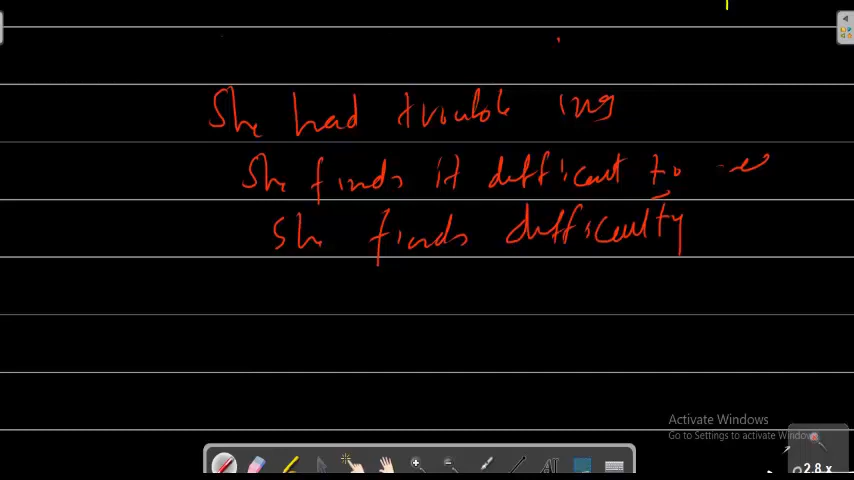 She had trouble ing
She finds it difficult to
She finds difficulty
Activate Windows
Go to Settings to activate Windows
2.8 x